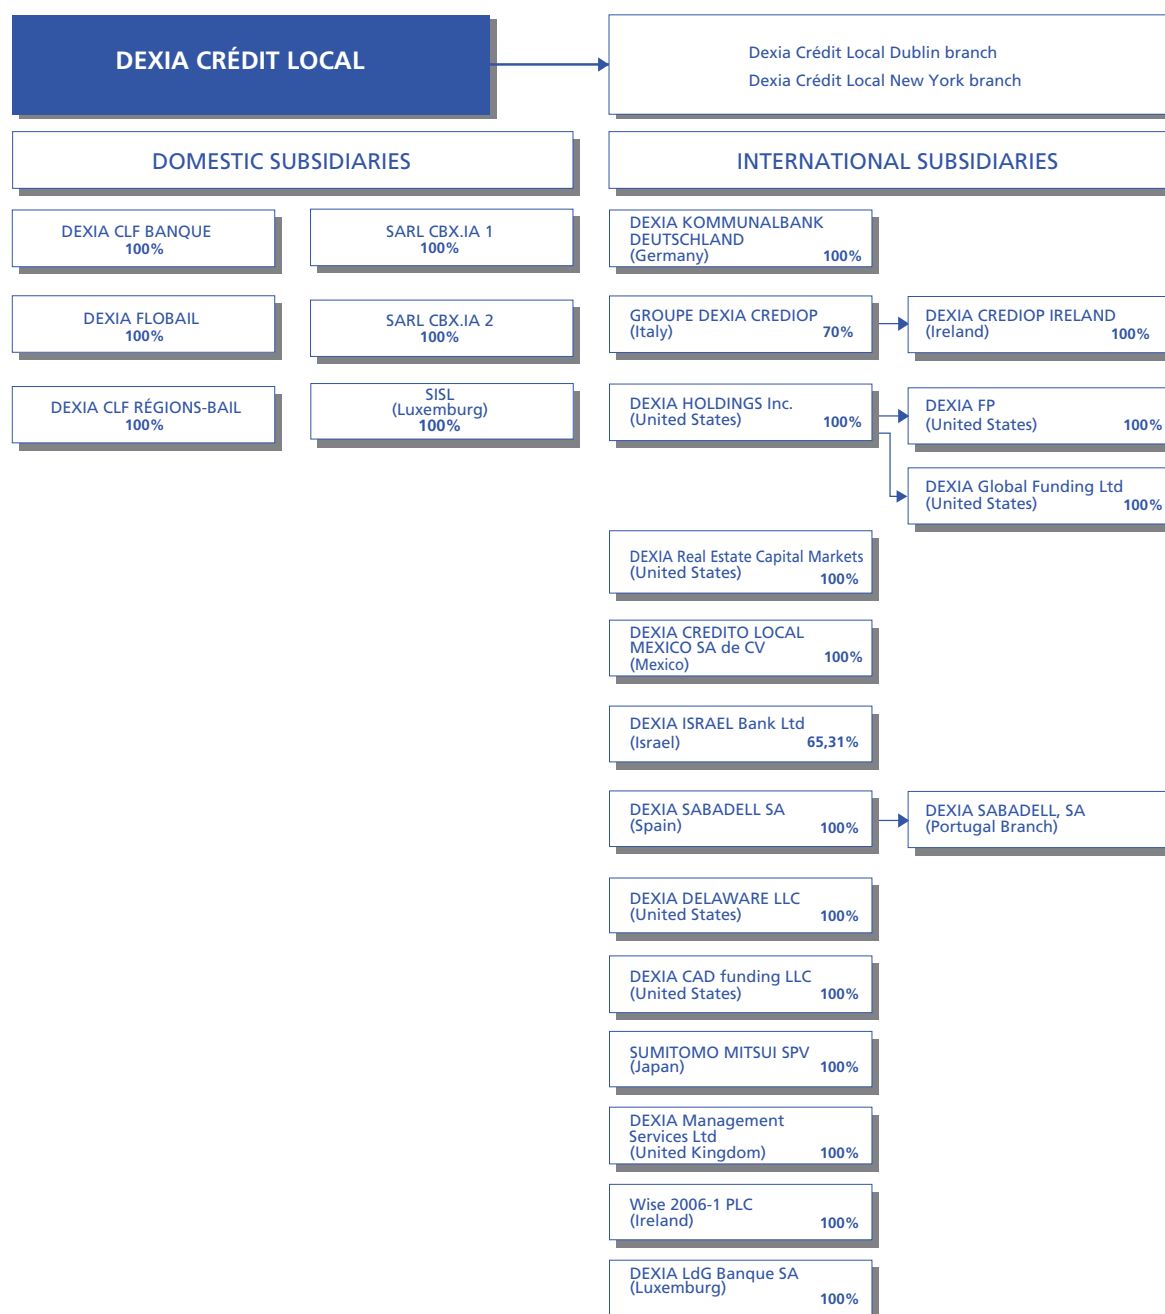 DEXIA CRÉDIT LOCAL
Dexia Crédit Local Dublin branch
Dexia Crédit Local New York branch
DOMESTIC SUBSIDIARIES
INTERNATIONAL SUBSIDIARIES
DEXIA CLF BANQUE
100%
SARL CBX.IA 1
100%
DEXIA FLOBAIL
100%
SARL CBX.IA 2
100%
DEXIA CLF RÉGIONS-BAIL
100%
SISL
(Luxemburg)
100%
DEXIA KOMMUNALBANK
DEUTSCHLAND
(Germany) 100%
GROUPE DEXIA CREDIOP
(Italy) 70%
DEXIA CREDIOP IRELAND
(Ireland) 100%
DEXIA HOLDINGS Inc.
(United States) 100%
DEXIA FP
(United States) 100%
DEXIA Global Funding Ltd
(United States) 100%
DEXIA Real Estate Capital Markets
(United States) 100%
DEXIA CREDITO LOCAL
MEXICO SA de CV 100%
(Mexico)
DEXIA ISRAEL Bank Ltd
(Israel) 65,31%
DEXIA SABADELL SA
(Spain) 100%
DEXIA SABADELL, SA
(Portugal Branch)
DEXIA DELAWARE LLC
(United States) 100%
DEXIA CAD funding LLC
(United States) 100%
SUMITOMO MITSUI SPV
(Japan) 100%
DEXIA Management
Services Ltd
(United Kingdom) 100%
Wise 2006-1 PLC
(Ireland) 100%
DEXIA LdG Banque SA
(Luxemburg)
100%